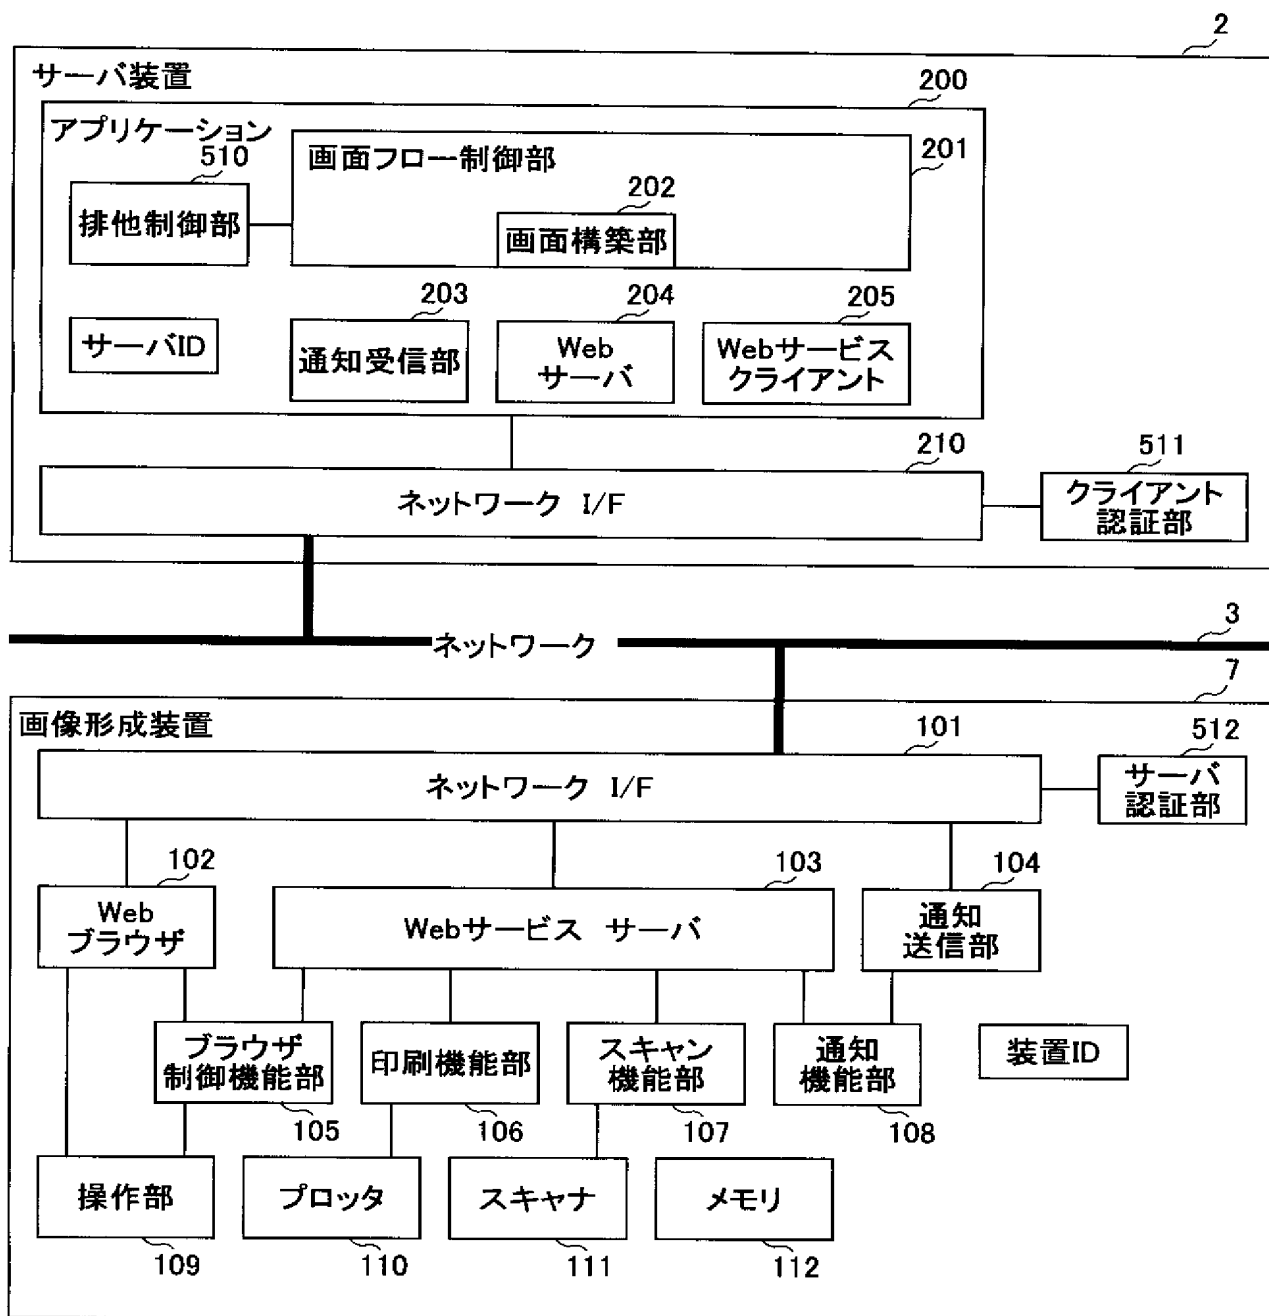 2
サーバ装置
200
アプリケーション
510
画面フロー制御部
201
排他制御部
202
画面構築部
203
204
205
サーバID
通知受信部
Web
サーバ
Webサービス
クライアント
210
511
ネットワーク I/F
クライアント
認証部
ネットワーク
3
7
画像形成装置
101
512
ネットワーク I/F
サーバ
認証部
102
103
104
Web
ブラウザ
Webサービス サーバ
通知
送信部
ブラウザ
制御機能部
印刷機能部
スキャン
機能部
通知
機能部
装置ID
105
106
107
108
操作部
プロッタ
スキャナ
メモリ
109
110
111
112